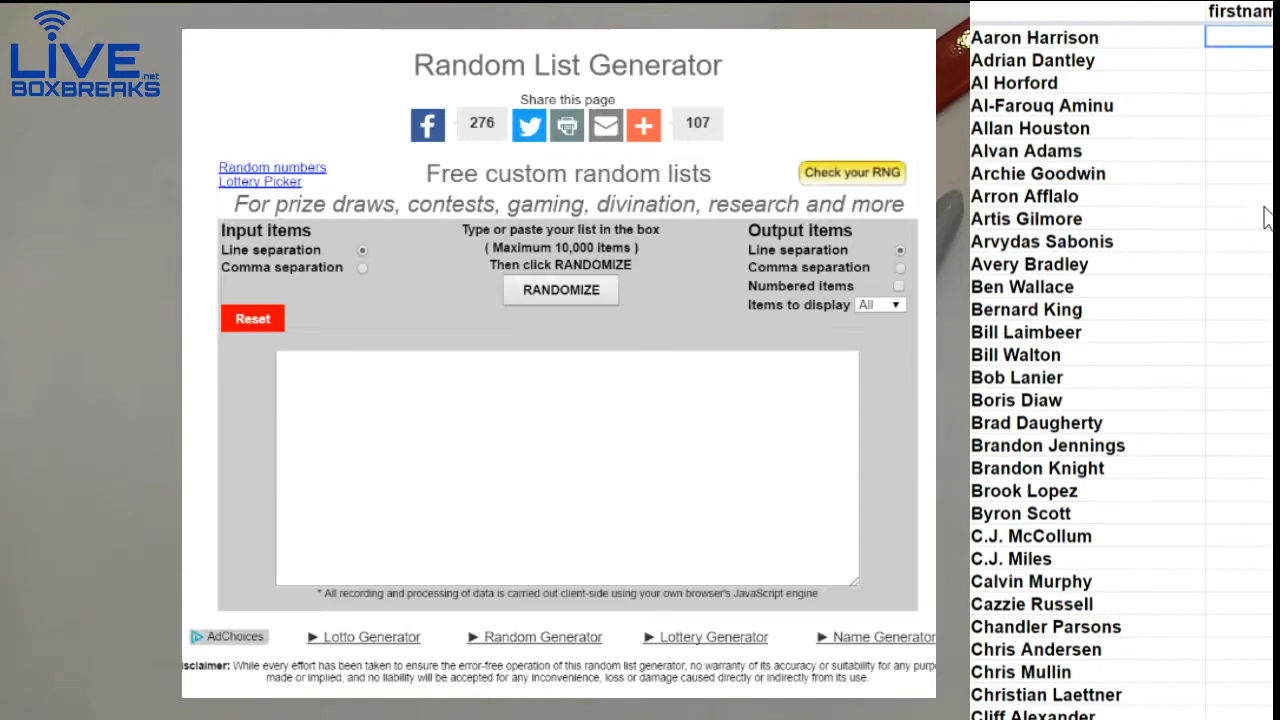 LIVE
.net
BOXBREAKS
Random List Generator
Share this page
276
107
Random numbers
Lottery Picker
Free custom random lists
Check your RNG
For prize draws, contests, gaming, divination, research and more
Input items
Line separation
Comma separation
Reset
Type or paste your list in the box
( Maximum 10,000 items )
Then click RANDOMIZE
RANDOMIZE
Output items
Line separation
Comma separation
Numbered items
Items to display All
* All recording and processing of data is carried out client-side using your own browser's JavaScript engine
AdChoices
► Lotto Generator
► Random Generator
► Lottery Generator
► Name Generator
isclaimer: While every effort has been taken to ensure the error-free operation of this random list generator, no warranty of its accuracy or suitability for any purp
made or implied, and no liability will be accepted for any inconvenience, loss or damage caused directly or indirectly from its use.
firstnam
Aaron Harrison
Adrian Dantley
Al Horford
Al-Farouq Aminu
Allan Houston
Alvan Adams
Archie Goodwin
Arron Afflalo
Artis Gilmore
Arvydas Sabonis
Avery Bradley
Ben Wallace
Bernard King
Bill Laimbeer
Bill Walton
Bob Lanier
Boris Diaw
Brad Daugherty
Brandon Jennings
Brandon Knight
Brook Lopez
Byron Scott
C.J. McCollum
C.J. Miles
Calvin Murphy
Cazzie Russell
Chandler Parsons
Chris Andersen
Chris Mullin
Christian Laettner
Cliff Alexander